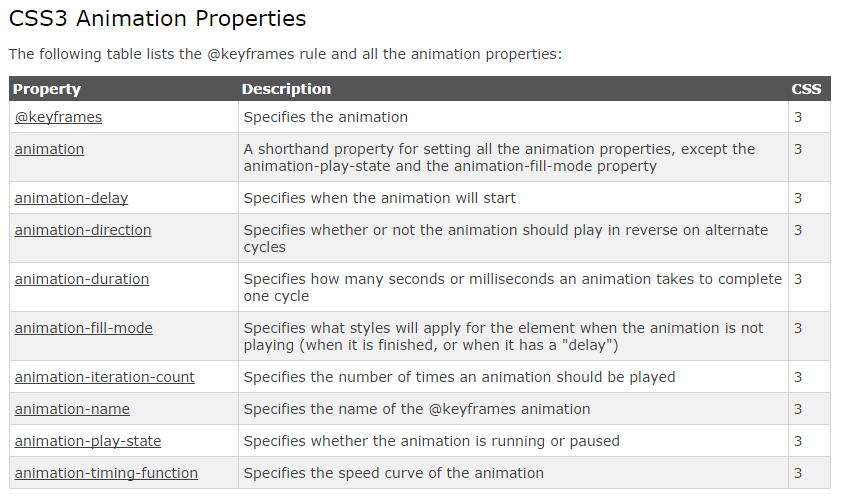 CSS3 Animation Properties
The following table lists the @keyframes rule and all the animation properties:
Property Description CSS
@keyframes Specifies the animation 3
animation A shorthand property for setting all the animation properties, except the 3
animation-play-state and the animation-fill-mode property
animation-delay Specifies when the animation will start 3
animation-direction Specifies whether or not the animation should play in reverse on alternate 3
cycles
animation-duration Specifies how many seconds or milliseconds an animation takes to complete 3
one cycle
animation-fill-mode Specifies what styles will apply for the element when the animation is not 3
playing (when it is finished, or when it has a "delay")
animation-iteration-count Specifies the number of times an animation should be played 3
animation-name Specifies the name of the @keyframes animation 3
animation-play-state Specifies whether the animation is running or paused 3
animation-timing-function Specifies the speed curve of the animation 3